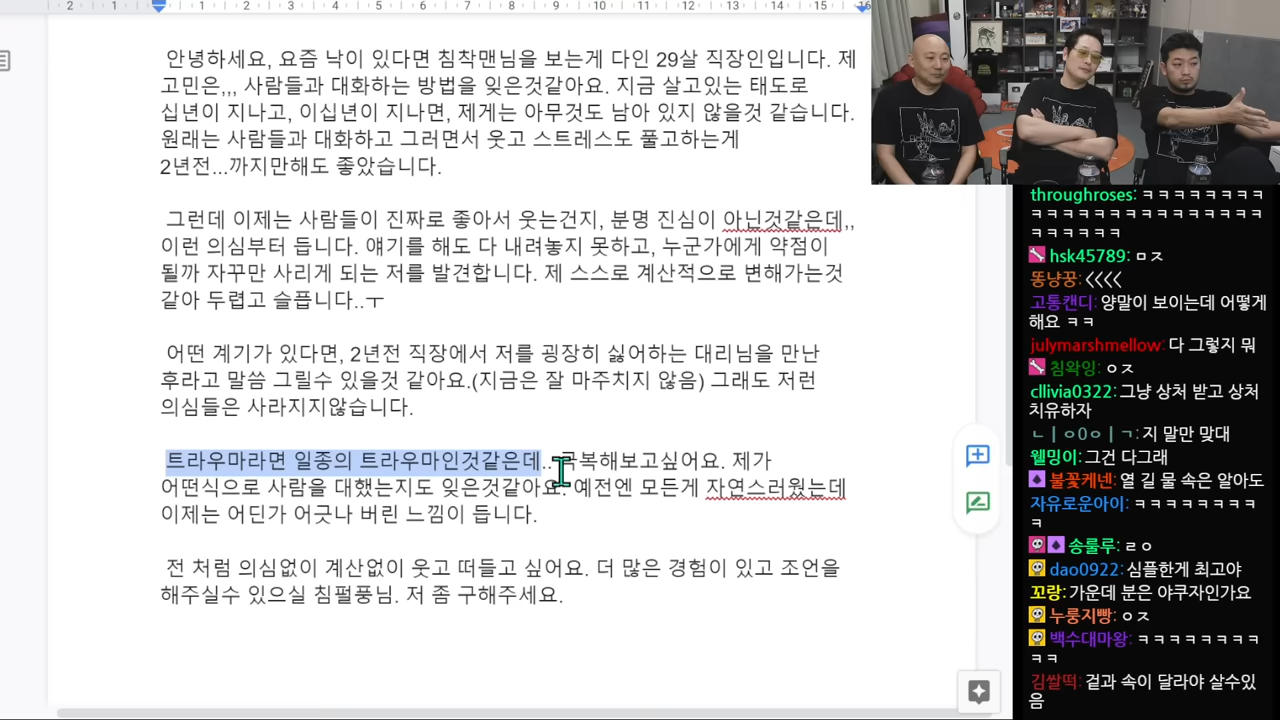 2 1 1 2 3 4 5 6 7 8 9 10 11 12 13 14 15 16
안녕하세요, 요즘 낙이 있다면 침착맨님을 보는게 다인 29살 직장인입니다. 제
고민은,,, 사람들과 대화하는 방법을 잊은것같아요. 지금 살고있는 태도로
십년이 지나고, 이십년이 지나면, 제게는 아무것도 남아 있지 않을것 같습니다.
원래는 사람들과 대화하고 그러면서 웃고 스트레스도 풀고하는게
2년전...까지만해도 좋았습니다.
그런데 이제는 사람들이 진짜로 좋아서 웃는건지, 분명 진심이 아닌것같은데,,
이런 의심부터 듭니다. 얘기를 해도 다 내려놓지 못하고, 누군가에게 약점이
될까 자꾸만 사리게 되는 저를 발견합니다. 제 스스로 계산적으로 변해가는것
같아 두렵고 슬픕니다..ㅜ
어떤 계기가 있다면, 2년전 직장에서 저를 굉장히 싫어하는 대리님을 만난
후라고 말씀 그릴수 있을것 같아요.(지금은 잘 마주치지 않음) 그래도 저런
의심들은 사라지지않습니다.
트라우마라면 일종의 트라우마인것같은데.. 극복해보고싶어요. 제가
어떤식으로 사람을 대했는지도 잊은것같아요. 예전엔 모든게 자연스러웠는데
이제는 어딘가 어긋나 버린 느낌이 듭니다.
전 처럼 의심없이 계산없이 웃고 떠들고 싶어요. 더 많은 경험이 있고 조언을
해주실수 있으실 침펄풍님. 저 좀 구해주세요.
throughroses: ㅋㅋㅋㅋㅋㅋㅋㅋ
ㅋㅋㅋㅋㅋㅋㅋㅋㅋㅋㅋㅋㅋ
ㅋㅋㅋㅋㅋ
hsk45789: ㅁㅈ
똥냥꿍: 《《
고통캔디: 양말이 보이는데 어떻게
해요 ㅋㅋ
julymarshmellow: 다 그렇지 뭐
침왁잉: ㅇㅈ
cllivia0322: 그냥 상처 받고 상처
치유하자
ㄴㅣㅇ0ㅇㅣㄱ: 지 말만 맞대
웰밍이: 그건 다그래
불꽃케넨: 열 길 물 속은 알아도
자유로운아이: ㅋㅋㅋㅋㅋㅋㅋㅋ
ㅋ
송룰루: ㄹㅇ
dao0922: 심플한게 최고야
꼬랑: 가운데 분은 야쿠자인가요
누룽지빵: ㅇㅈ
백수대마왕: ㅋㅋㅋㅋㅋㅋㅋㅋㅋ
ㅋㅋ
김쌀떡: 겉과 속이 달라야 살수있
음